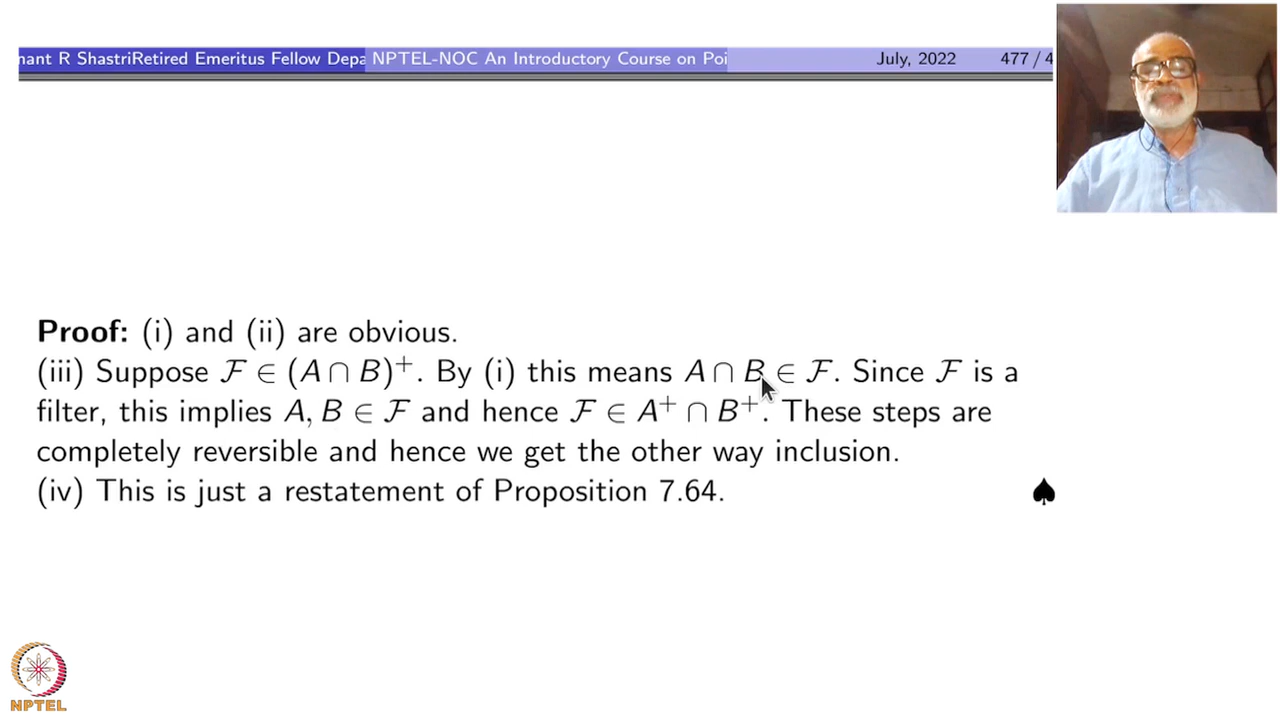 nant R ShastriRetired Emeritus Fellow Depa NPTEL-NOC An Introductory Course on Poi July, 2022 477 / 4
Proof: (i) and (ii) are obvious.
(iii) Suppose ℱ ∈ (A ∩ B)⁺. By (i) this means A ∩ B ∈ ℱ. Since ℱ is a
filter, this implies A, B ∈ ℱ and hence ℱ ∈ A⁺ ∩ B⁺. These steps are
completely reversible and hence we get the other way inclusion.
(iv) This is just a restatement of Proposition 7.64. ♠
NPTEL